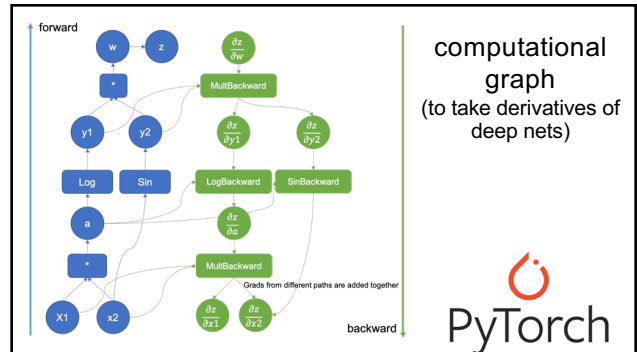 forward
w
z
∂z/∂w
*
MultBackward
y1
y2
∂z/∂y1
∂z/∂y2
Log
Sin
LogBackward
SinBackward
a
∂z/∂a
*
MultBackward
Grads from different paths are added together
X1
x2
∂z/∂x1
∂z/∂x2
backward
computational
graph
(to take derivatives of
deep nets)
PyTorch